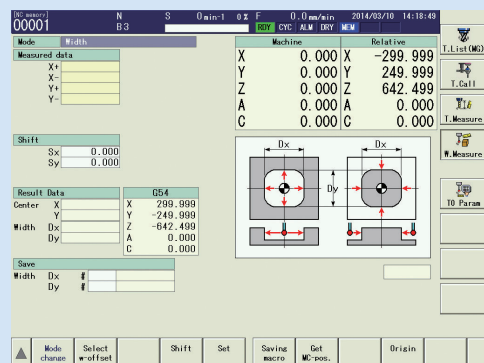 [NC memory] N S 0 min-1 0% F 0.0 mm/min 2014/03/10 14:18:49
O0001 B3 RDY CYC ALM DRY MEM
Mode Width
Measured data
X+
X-
Y+
Y-
Machine Relative
X 0.000 X -299.999
Y 0.000 Y 249.999
Z 0.000 Z 642.499
A 0.000 A 0.000
C 0.000 C 0.000
Shift
Sx 0.000
Sy 0.000
Result Data
Center X
Y
Width Dx
Dy
G54
X 299.999
Y -249.999
Z -642.499
A 0.000
C 0.000
Dx Dx
Dy
Save
Width Dx #
Dy #
T.List(MG)
T.Call
T.Measure
W.Measure
TO Param
Mode change
Select w-offset
Shift
Set
Saving macro
Get MC-pos.
Origin